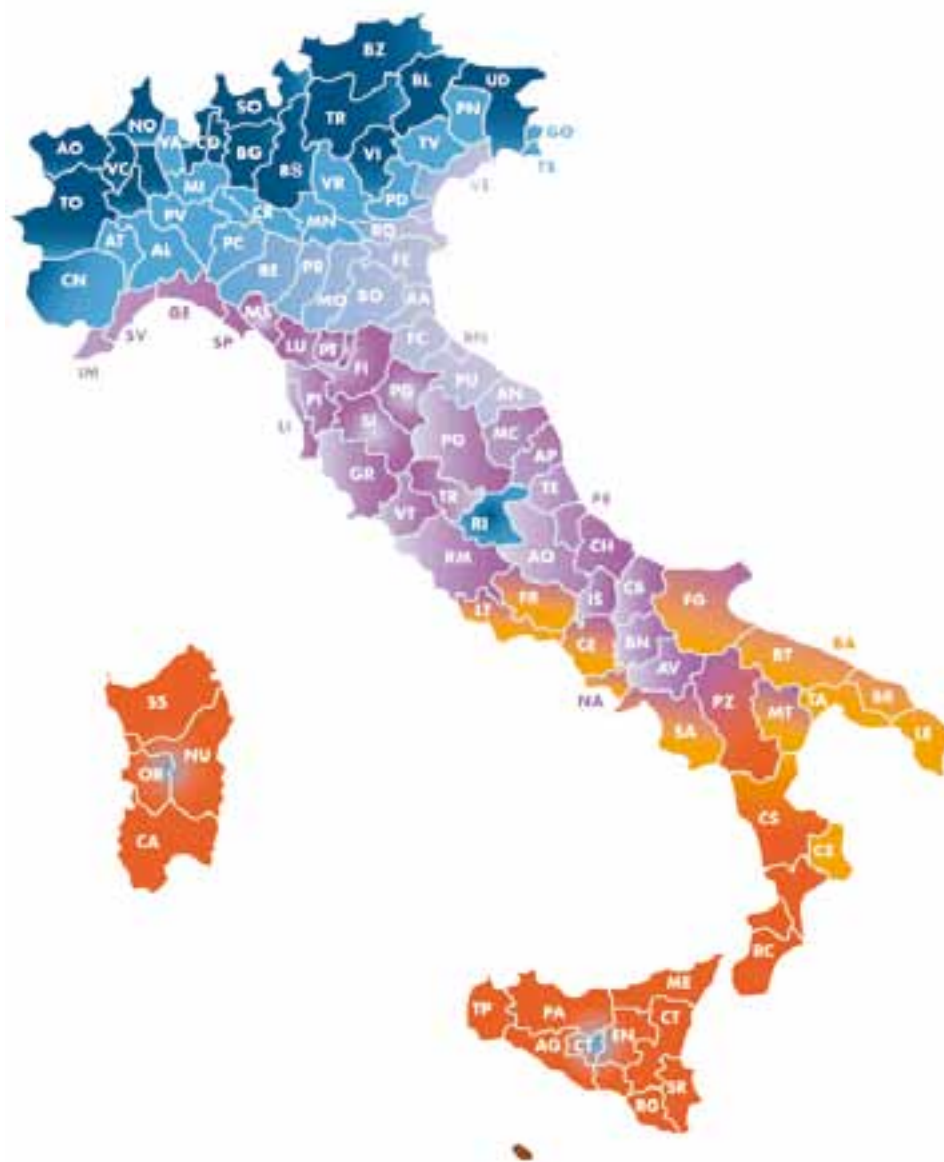 BZ
BL
UD
SO
TR
PN
NO
VA
CO
GO
AO
BG
VI
TV
TS
VC
BS
MI
VR
VE
TO
PD
PV
CR
MN
RO
AT
PC
AL
PR
FE
CN
RE
MO
BO
RA
MS
GE
SV
SP
LU
PT
FC
RN
IM
FI
PU
PI
AN
LI
SI
MC
PG
AP
GR
TR
TE
PE
VT
RI
CH
RM
AQ
FR
IS
CB
FG
LT
CE
BN
BT
BA
AV
NA
PZ
MT
TA
BR
SS
SA
LE
NU
OR
CS
CA
CZ
RC
ME
TP
PA
CT
EN
AG
CT
SR
RG